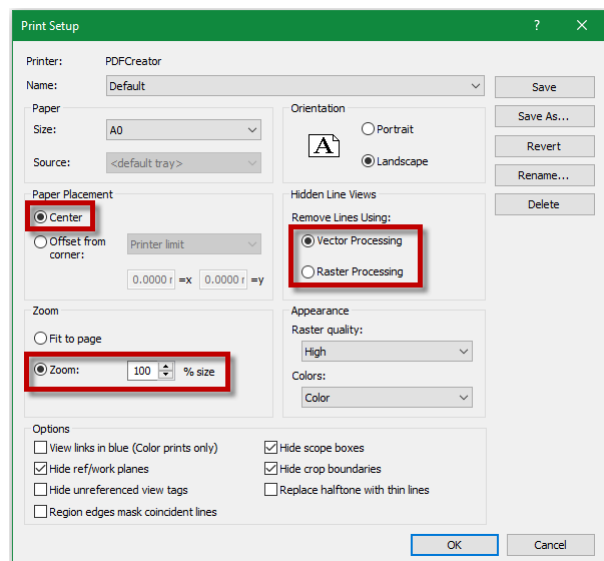 Print Setup ? ×
Printer: PDFCreator
Name: Default
Save
Paper
Size: A0
Source: <default tray>
Orientation
A
Portrait
Landscape
Save As...
Revert
Rename...
Delete
Paper Placement
Center
Offset from corner:
Printer limit
0.0000 =x 0.0000 =y
Hidden Line Views
Remove Lines Using:
Vector Processing
Raster Processing
Zoom
Fit to page
Zoom: 100 % size
Appearance
Raster quality:
High
Colors:
Color
Options
View links in blue (Color prints only)
Hide ref/work planes
Hide unreferenced view tags
Region edges mask coincident lines
Hide scope boxes
Hide crop boundaries
Replace halftone with thin lines
OK Cancel